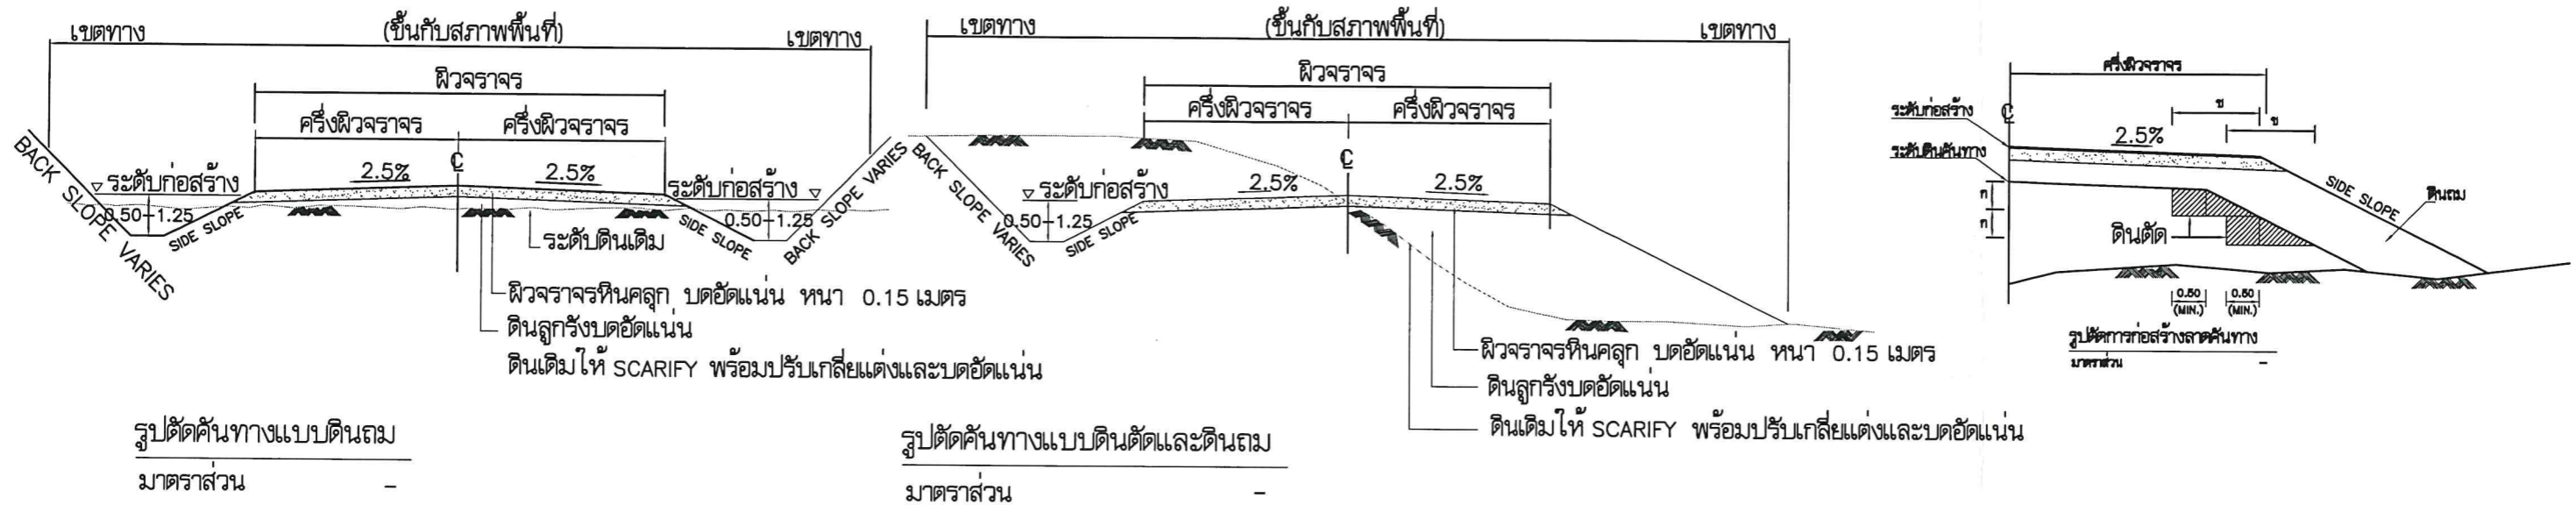 เขตทาง (ขึ้นกับสภาพพื้นที่) เขตทาง
ผิวจราจร
ครึ่งผิวจราจร ครึ่งผิวจราจร
BACK SLOPE VARIES
ระดับก่อสร้าง
2.5% ℄ 2.5%
ระดับก่อสร้าง
BACK SLOPE VARIES
0.50-1.25
SIDE SLOPE
SIDE SLOPE
0.50-1.25
ระดับดินเดิม
ผิวจราจรหินคลุก บดอัดแน่น หนา 0.15 เมตร
ดินลูกรังบดอัดแน่น
ดินเดิมให้ SCARIFY พร้อมปรับเกลี่ยแต่งและบดอัดแน่น
รูปตัดคันทางแบบดินถม
มาตราส่วน -
เขตทาง (ขึ้นกับสภาพพื้นที่) เขตทาง
ผิวจราจร
ครึ่งผิวจราจร ครึ่งผิวจราจร
BACK SLOPE VARIES
ระดับก่อสร้าง
2.5% ℄ 2.5%
0.50-1.25
SIDE SLOPE
ผิวจราจรหินคลุก บดอัดแน่น หนา 0.15 เมตร
ดินลูกรังบดอัดแน่น
ดินเดิมให้ SCARIFY พร้อมปรับเกลี่ยแต่งและบดอัดแน่น
รูปตัดคันทางแบบดินตัดและดินถม
มาตราส่วน -
ครึ่งผิวจราจร
ระดับก่อสร้าง ℄
ข
ข
2.5%
ระดับดินคันทาง
SIDE SLOPE
ดินถม
ก
ก
ดินตัด
0.50 0.50
(MIN.) (MIN.)
รูปตัดการก่อสร้างลาดคันทาง
มาตราส่วน -